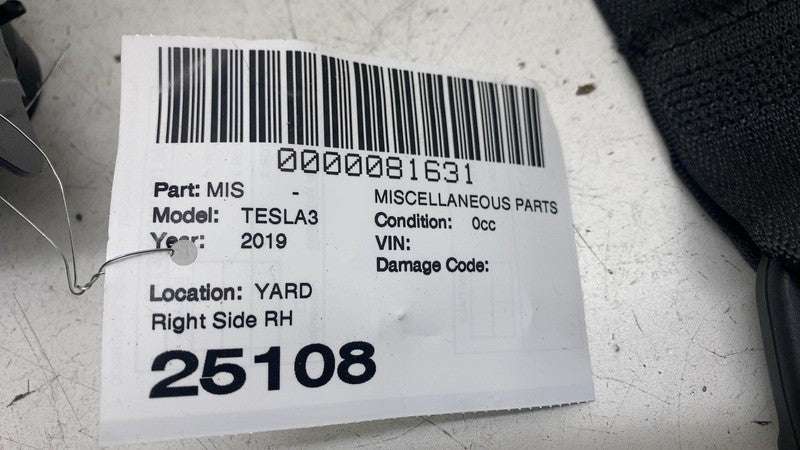 0000081631
Part: MIS - MISCELLANEOUS PARTS
Model: TESLA3 Condition: 0cc
Year: 2019 VIN:
Damage Code:
Location: YARD
Right Side RH
25108